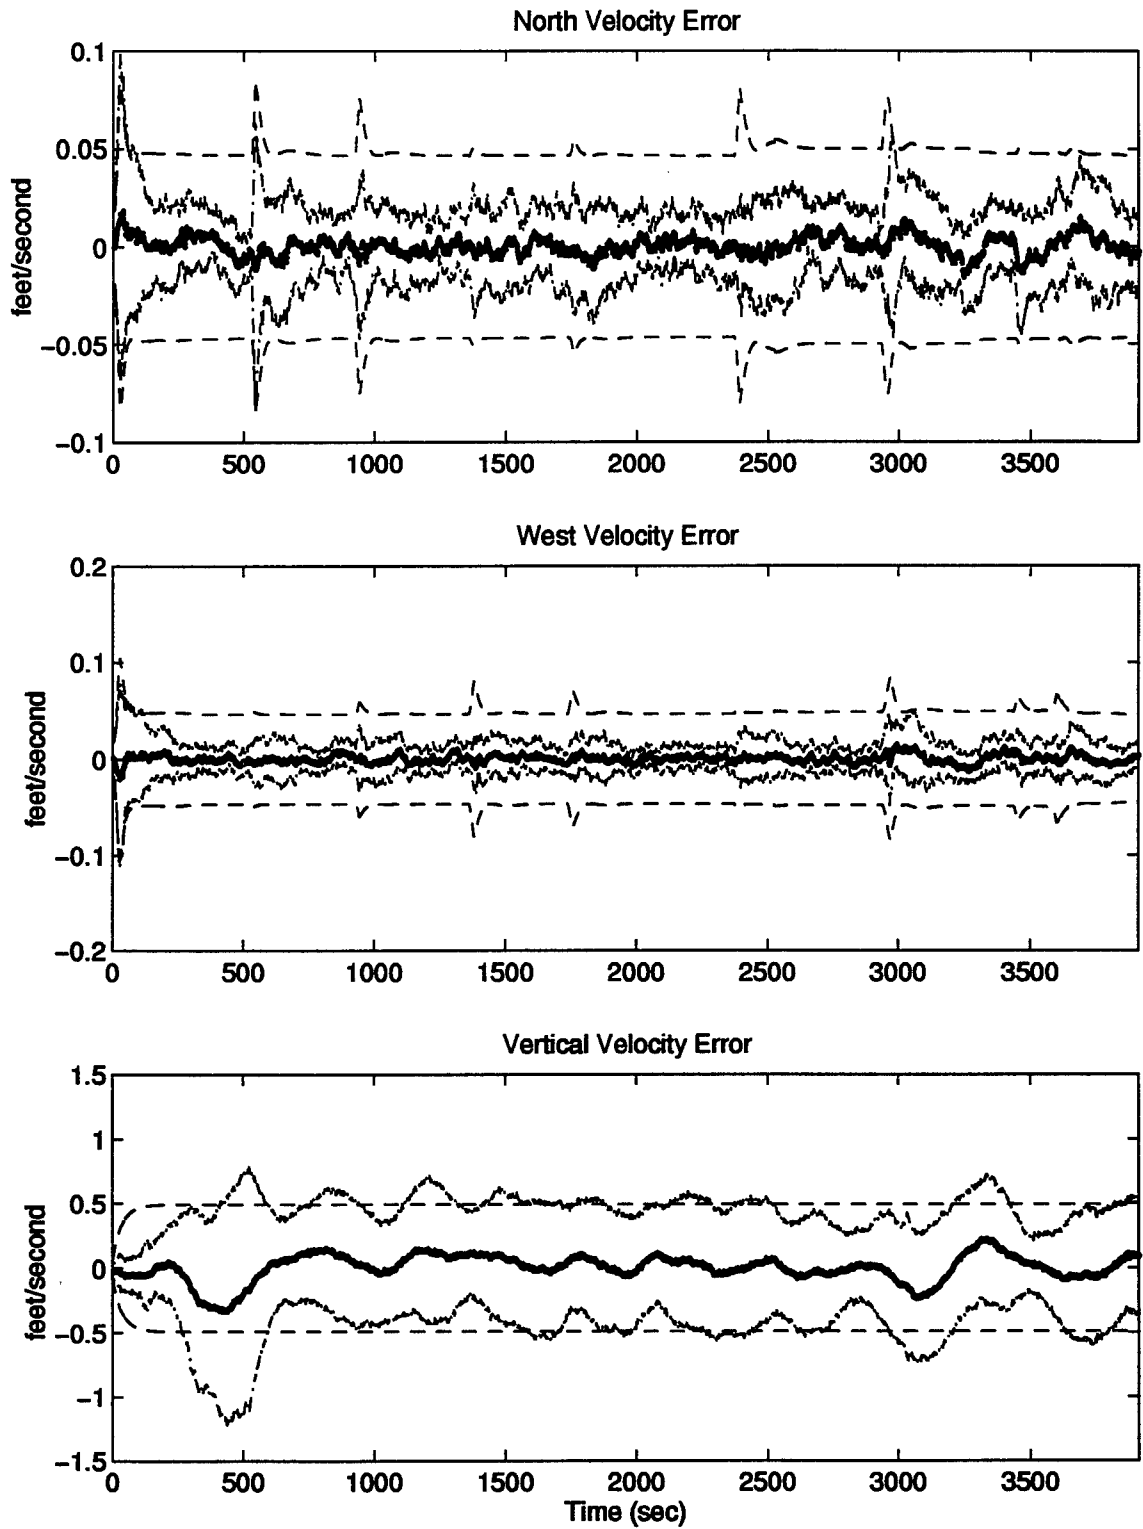 North Velocity Error
0.1
0.05
0
−0.05
−0.1
feet/second
0 500 1000 1500 2000 2500 3000 3500
West Velocity Error
0.2
0.1
0
−0.1
−0.2
feet/second
0 500 1000 1500 2000 2500 3000 3500
Vertical Velocity Error
1.5
1
0.5
0
−0.5
−1
−1.5
feet/second
0 500 1000 1500 2000 2500 3000 3500
Time (sec)